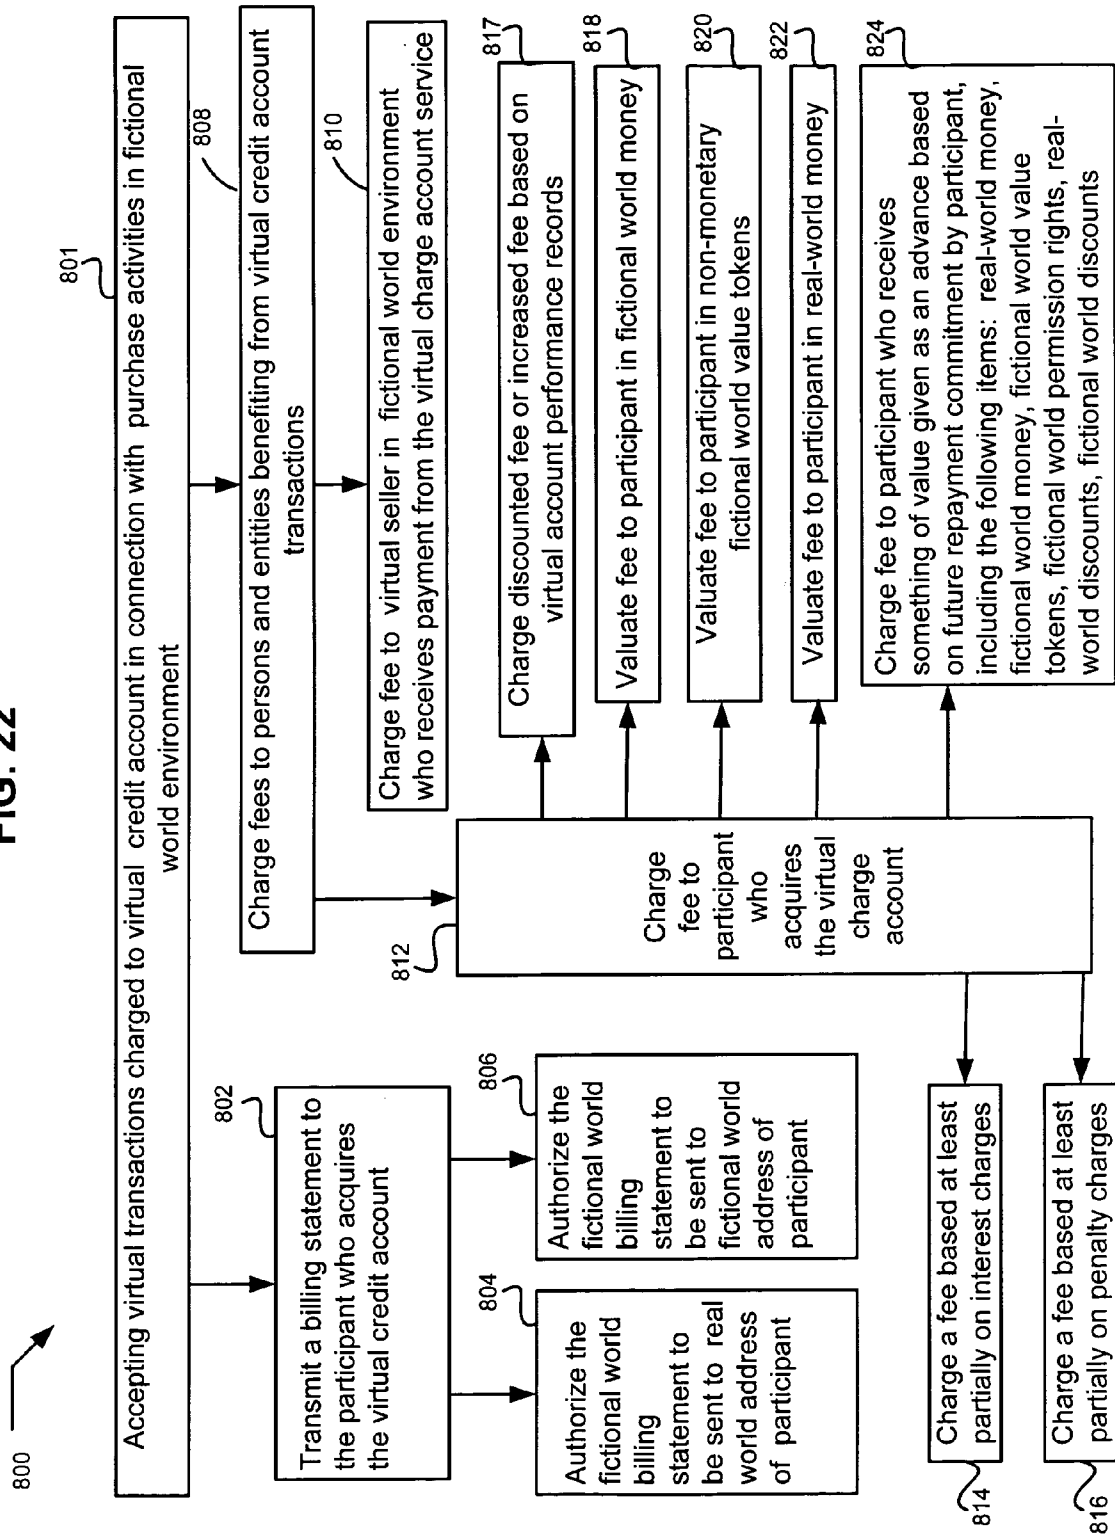 FIG. 22
800
801
Accepting virtual transactions charged to virtual credit account in connection with purchase activities in fictional
world environment
802
Transmit a billing statement to
the participant who acquires
the virtual credit account
804
Authorize the
fictional world
billing
statement to
be sent to real
world address
of participant
806
Authorize the
fictional world
billing
statement to
be sent to
fictional world
address of
participant
808
Charge fees to persons and entities benefiting from virtual credit account
transactions
810
Charge fee to virtual seller in fictional world environment
who receives payment from the virtual charge account service
812
Charge
fee to
participant
who
acquires
the virtual
charge
account
814
Charge a fee based at least
partially on interest charges
816
Charge a fee based at least
partially on penalty charges
817
Charge discounted fee or increased fee based on
virtual account performance records
818
Valuate fee to participant in fictional world money
820
Valuate fee to participant in non-monetary
fictional world value tokens
822
Valuate fee to participant in real-world money
824
Charge fee to participant who receives
something of value given as an advance based
on future repayment commitment by participant,
including the following items: real-world money,
fictional world money, fictional world value
tokens, fictional world permission rights, real-
world discounts, fictional world discounts